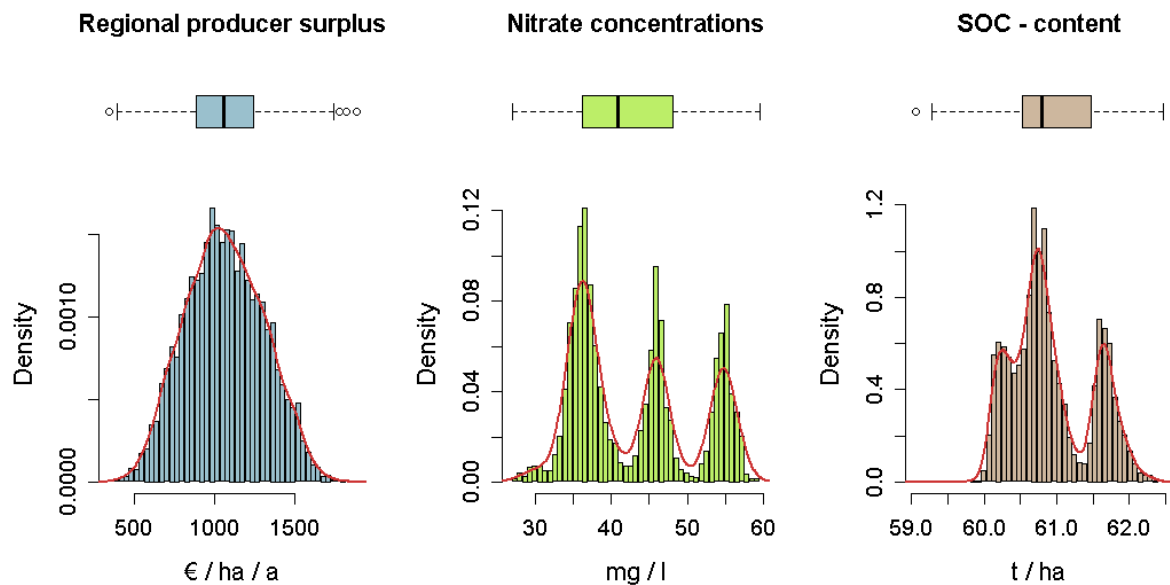 Regional producer surplus
Nitrate concentrations
SOC - content
Density
0.0000
0.0010
500
1000
1500
€ / ha / a
Density
0.00
0.04
0.08
0.12
30
40
50
60
mg / l
Density
0.0
0.4
0.8
1.2
59.0
60.0
61.0
62.0
t / ha